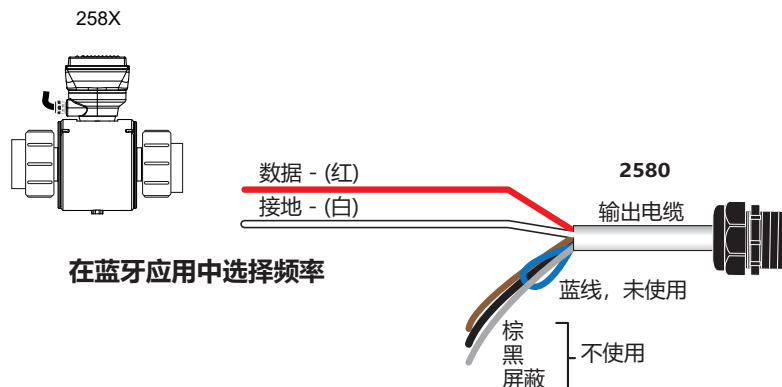 258X
数据 - (红)
接地 - (白)
2580
输出电缆
在蓝牙应用中选择频率
蓝线，未使用
棕
黑
屏蔽
不使用